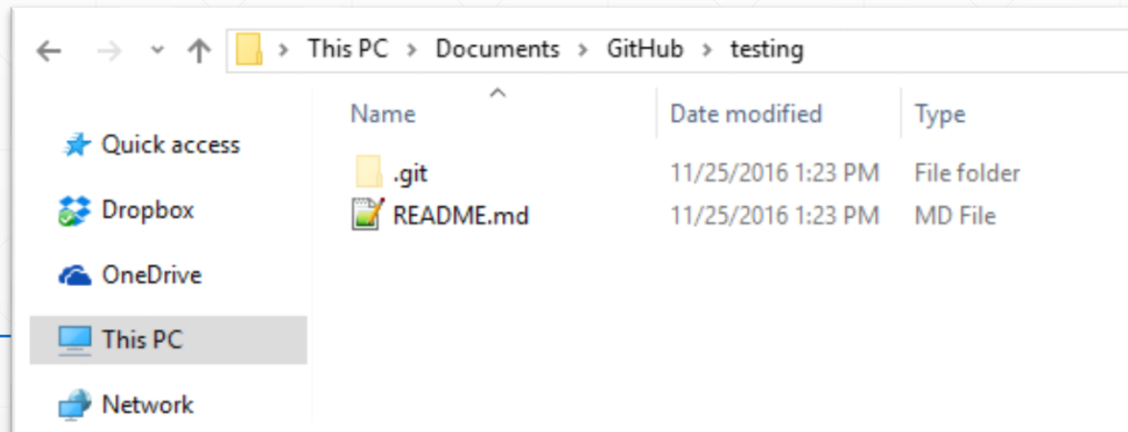 This PC > Documents > GitHub > testing
Name Date modified Type
Quick access
.git 11/25/2016 1:23 PM File folder
README.md 11/25/2016 1:23 PM MD File
Dropbox
OneDrive
This PC
Network